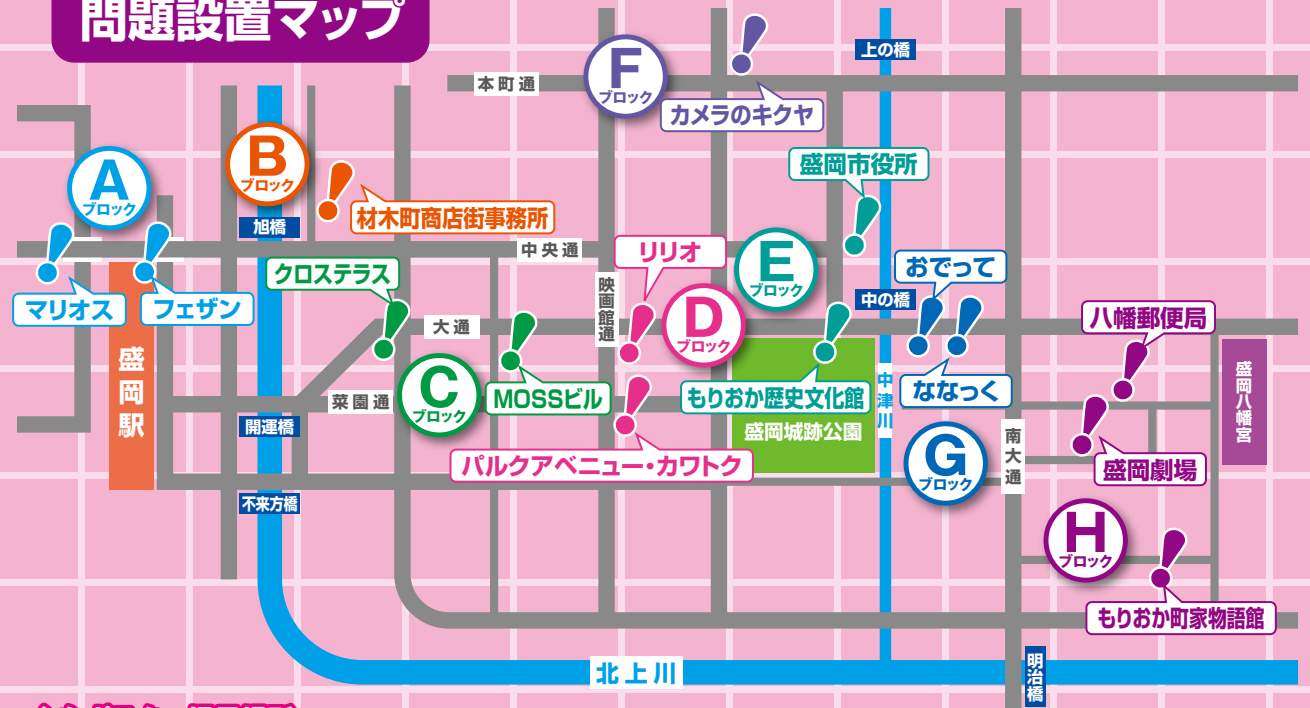 問題設置マップ
上の橋
F
ブロック
本町通
カメラのキクヤ
A
ブロック
B
ブロック
盛岡市役所
材木町商店街事務所
旭橋
中央通
リリオ
E
ブロック
おでって
クロステラス
マリオス
フェザン
映画館通
中の橋
大通
D
ブロック
八幡郵便局
盛岡駅
C
ブロック
MOSSビル
もりおか歴史文化館
中津川
ななっく
盛岡八幡宮
菜園通
開運橋
盛岡城跡公園
南大通
G
ブロック
パルクアベニュー・カワトク
盛岡劇場
不来方橋
H
ブロック
もりおか町家物語館
北上川
明治橋